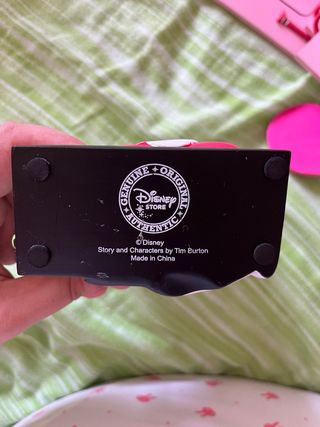 GENUINE • ORIGINAL
Disney
STORE
• AUTHENTIC •
© Disney
Story and Characters by Tim Burton
Made in China